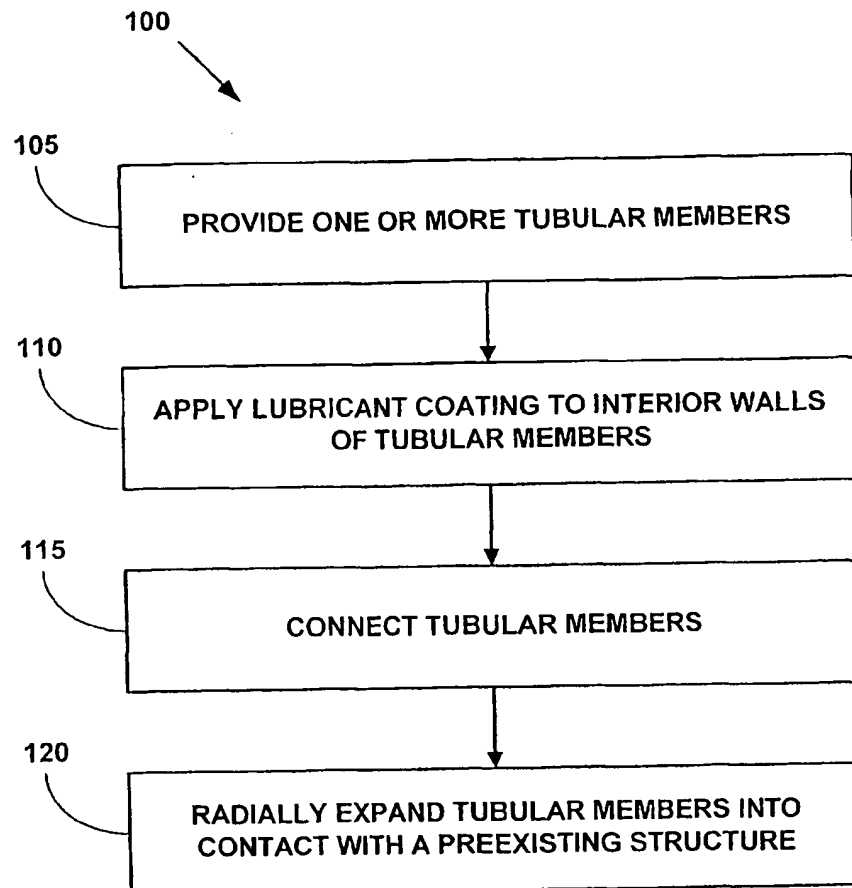 100
105
PROVIDE ONE OR MORE TUBULAR MEMBERS
110
APPLY LUBRICANT COATING TO INTERIOR WALLS
OF TUBULAR MEMBERS
115
CONNECT TUBULAR MEMBERS
120
RADIALLY EXPAND TUBULAR MEMBERS INTO
CONTACT WITH A PREEXISTING STRUCTURE